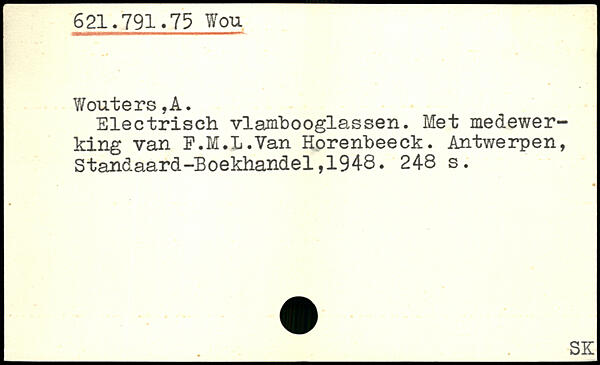 621.791.75 Wou
Wouters,A.
Electrisch vlambooglassen. Met medewer-
king van F.M.L.Van Horenbeeck. Antwerpen,
Standaard-Boekhandel,1948. 248 s.
SK